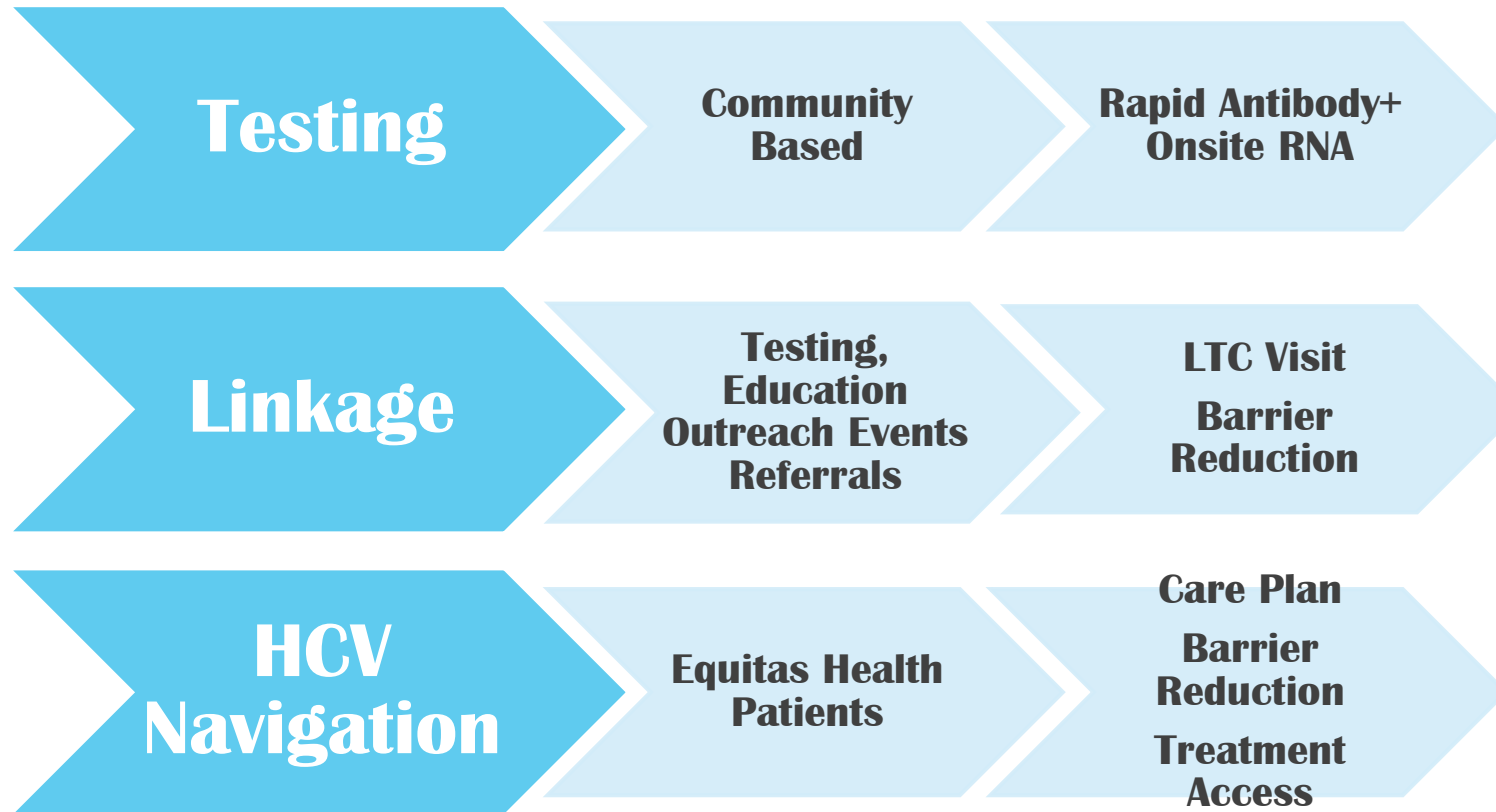 Testing
Community
Based
Rapid Antibody+
Onsite RNA
Linkage
Testing,
Education
Outreach Events
Referrals
LTC Visit
Barrier
Reduction
HCV
Navigation
Equitas Health
Patients
Care Plan
Barrier
Reduction
Treatment
Access